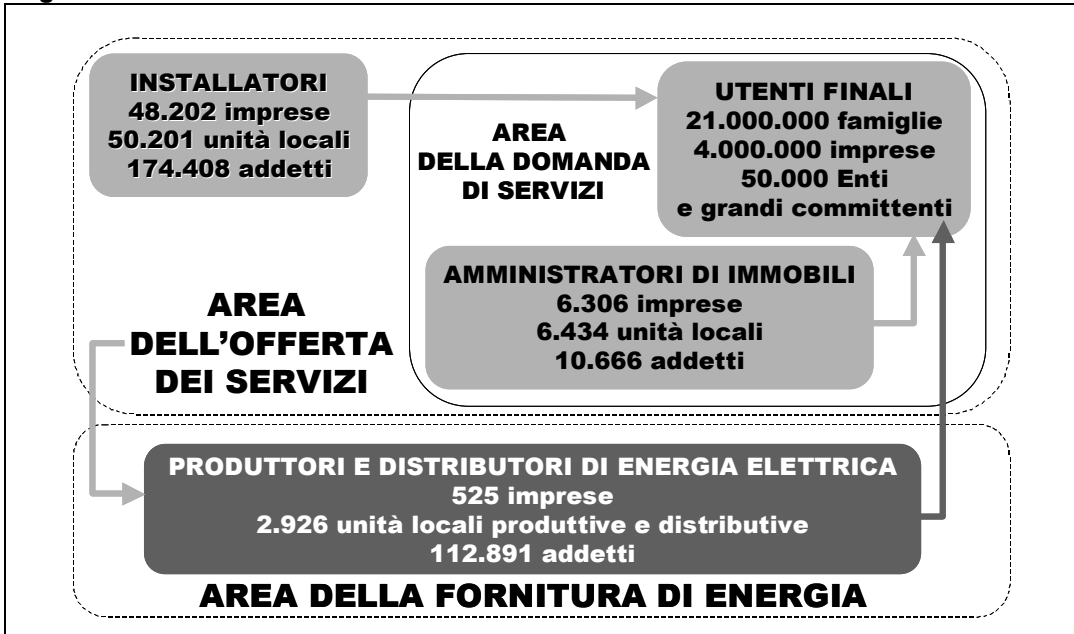 INSTALLATORI
48.202 imprese
50.201 unità locali
174.408 addetti
UTENTI FINALI
21.000.000 famiglie
4.000.000 imprese
50.000 Enti
e grandi committenti
AREA
DELLA DOMANDA
DI SERVIZI
AMMINISTRATORI DI IMMOBILI
6.306 imprese
6.434 unità locali
10.666 addetti
AREA
DELL’OFFERTA
DEI SERVIZI
PRODUTTORI E DISTRIBUTORI DI ENERGIA ELETTRICA
525 imprese
2.926 unità locali produttive e distributive
112.891 addetti
AREA DELLA FORNITURA DI ENERGIA